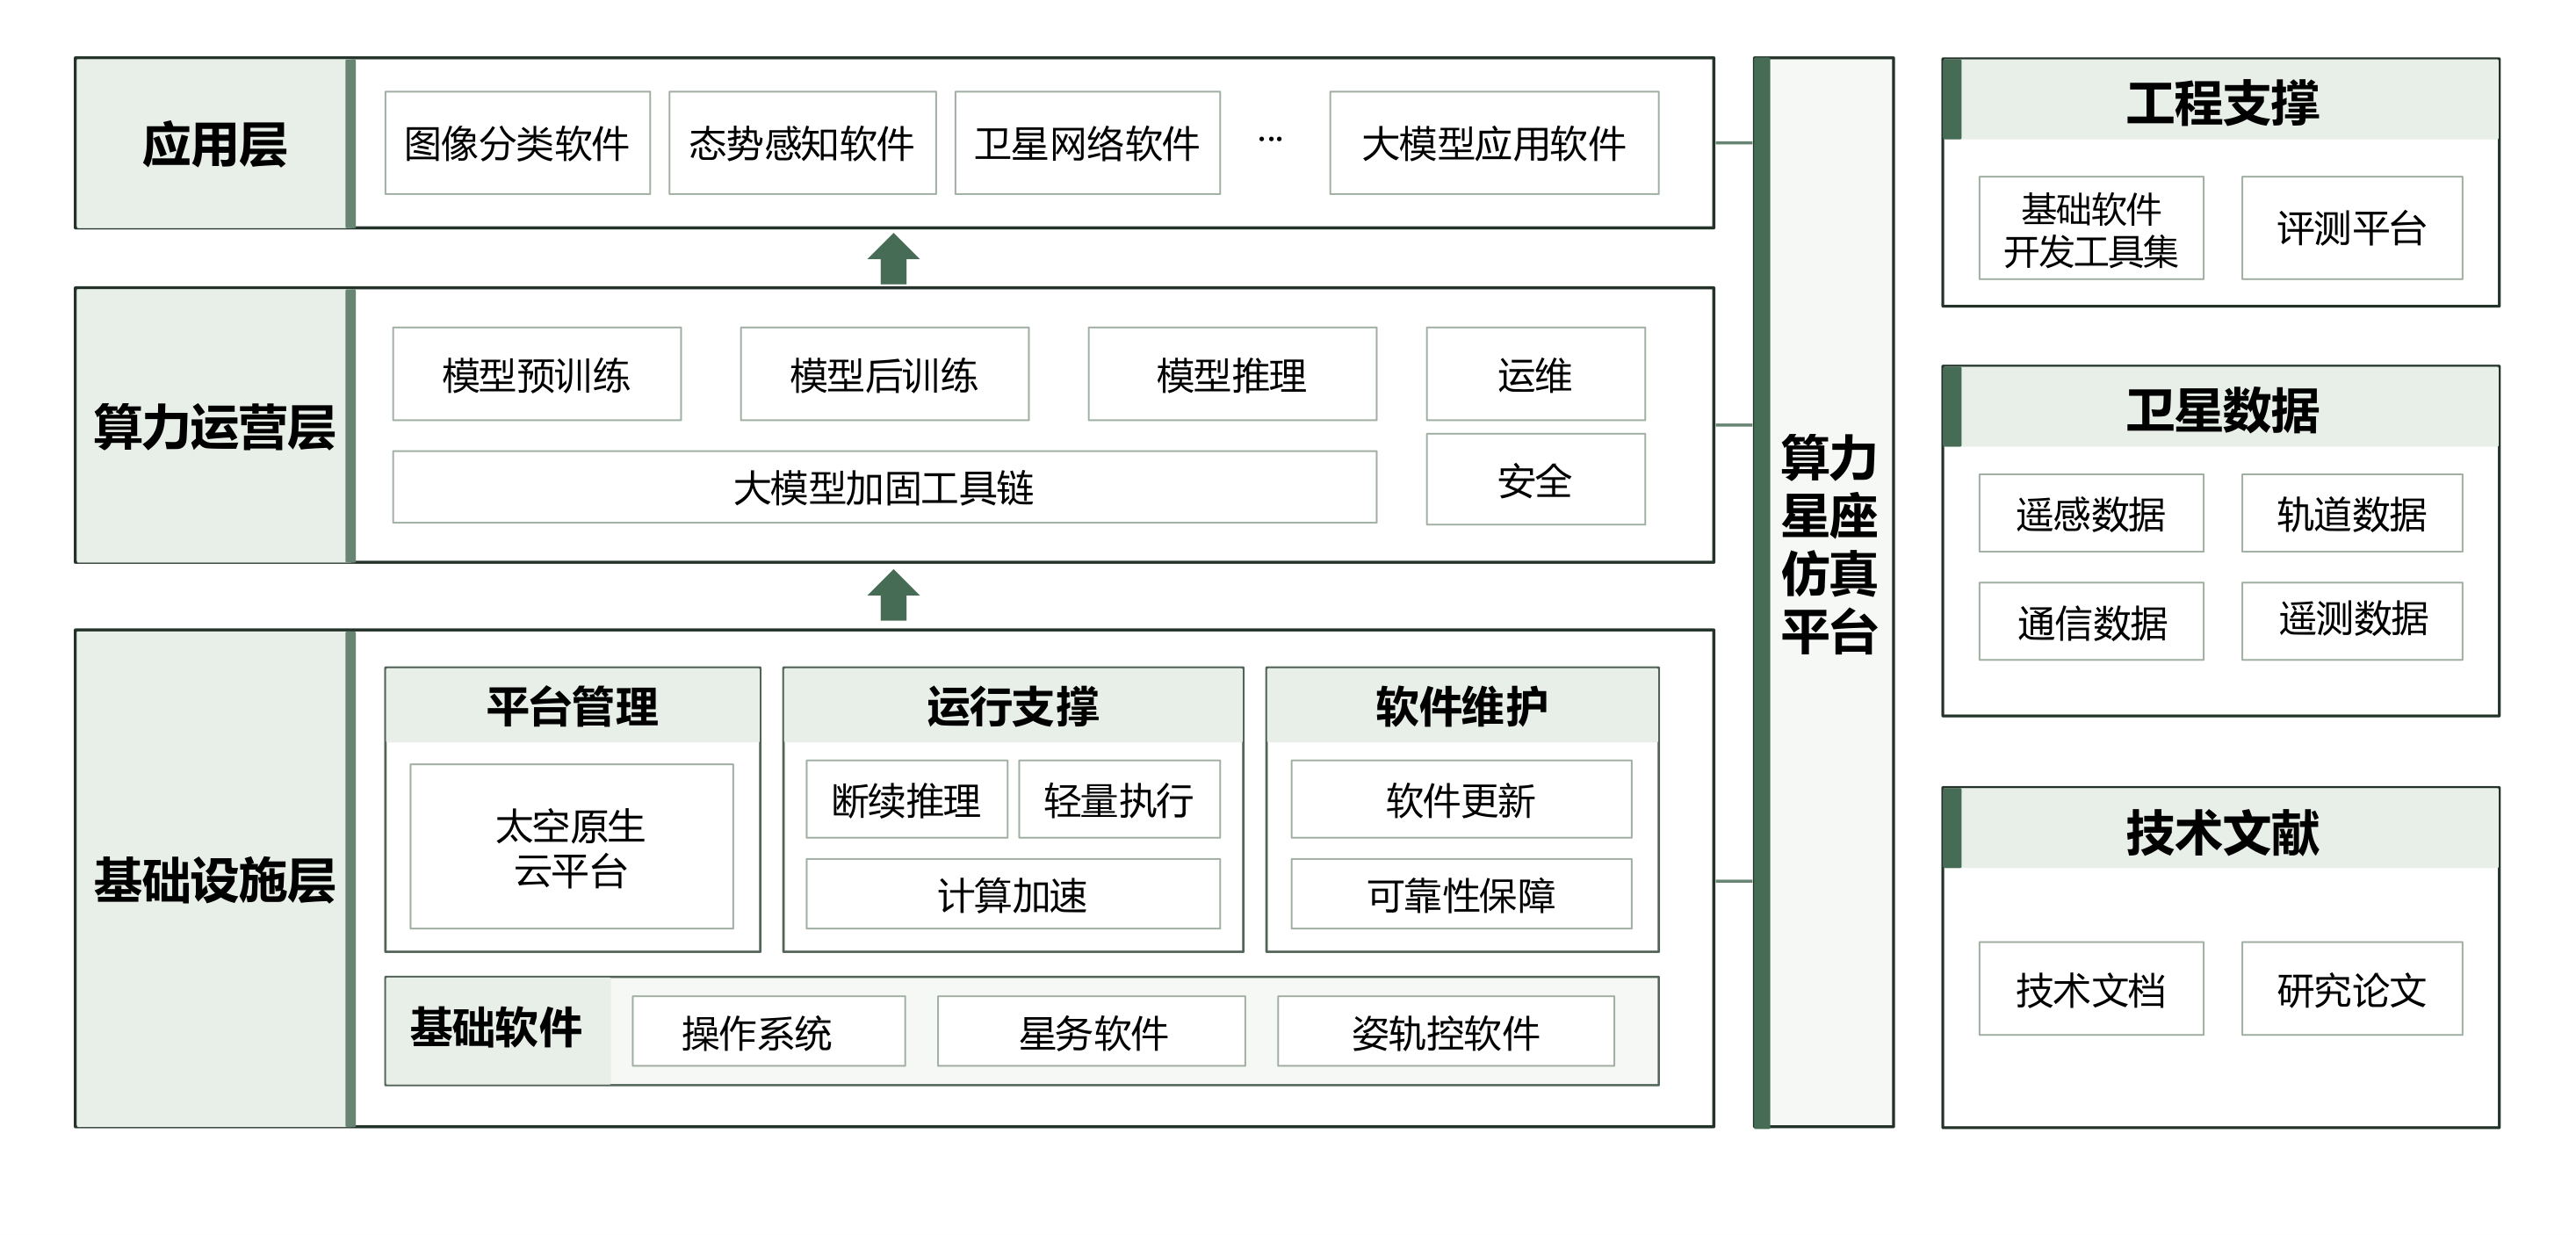 应用层
图像分类软件
态势感知软件
卫星网络软件
...
大模型应用软件
算力运营层
模型预训练
模型后训练
模型推理
运维
大模型加固工具链
安全
基础设施层
平台管理
太空原生
云平台
运行支撑
断续推理
轻量执行
计算加速
软件维护
软件更新
可靠性保障
基础软件
操作系统
星务软件
姿轨控软件
算力
星座
仿真
平台
工程支撑
基础软件
开发工具集
评测平台
卫星数据
遥感数据
轨道数据
通信数据
遥测数据
技术文献
技术文档
研究论文